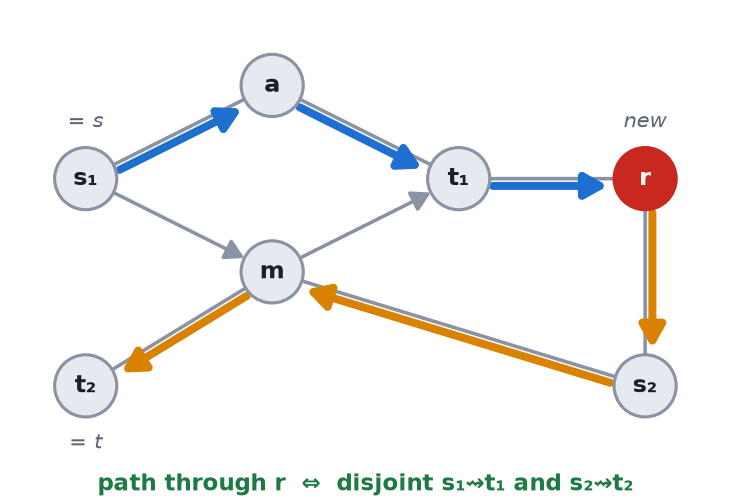 a
= s
new
s₁
t₁
r
m
t₂
s₂
= t
path through r ⇔ disjoint s₁⇝t₁ and s₂⇝t₂